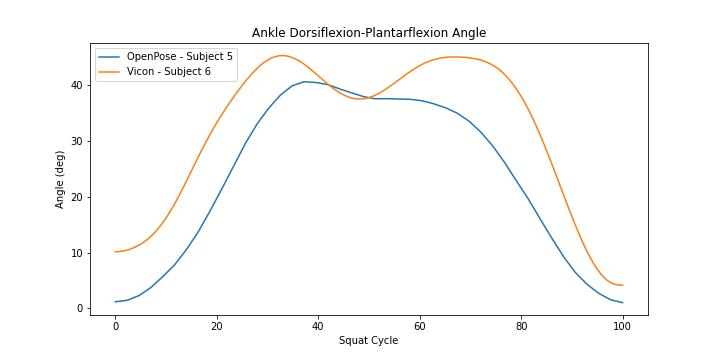 Ankle Dorsiflexion-Plantarflexion Angle
OpenPose - Subject 5
Vicon - Subject 6
Angle (deg)
40
30
20
10
0
0 20 40 60 80 100
Squat Cycle